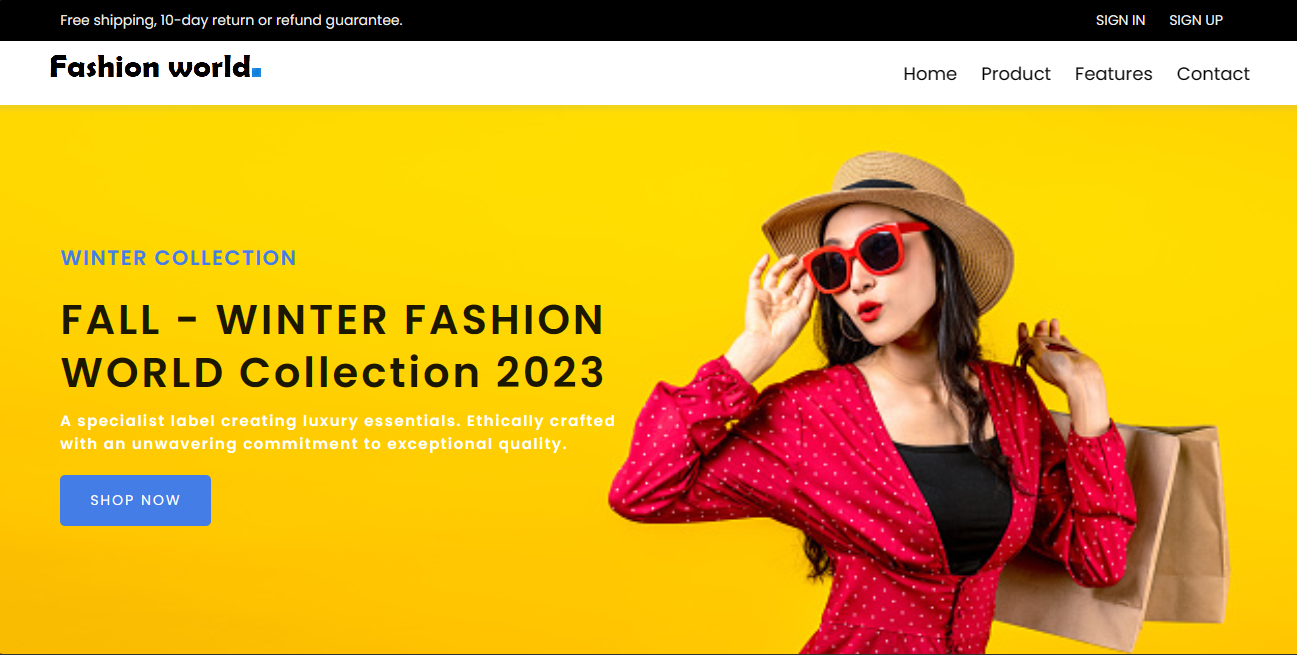 Free shipping, 10-day return or refund guarantee.
SIGN IN SIGN UP
Fashion world.
Home Product Features Contact
WINTER COLLECTION
FALL - WINTER FASHION
WORLD Collection 2023
A specialist label creating luxury essentials. Ethically crafted
with an unwavering commitment to exceptional quality.
SHOP NOW